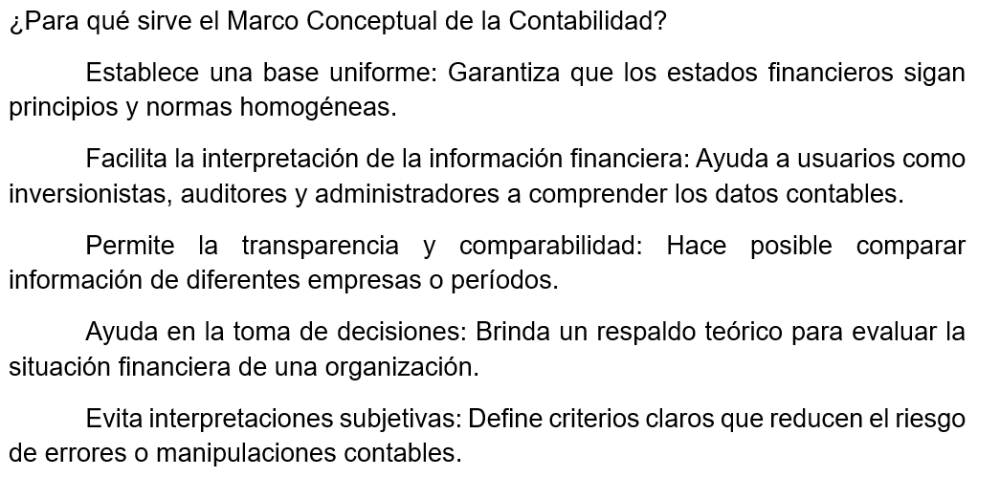 ¿Para qué sirve el Marco Conceptual de la Contabilidad?
Establece una base uniforme: Garantiza que los estados financieros sigan
principios y normas homogéneas.
Facilita la interpretación de la información financiera: Ayuda a usuarios como
inversionistas, auditores y administradores a comprender los datos contables.
Permite la transparencia y comparabilidad: Hace posible comparar
información de diferentes empresas o períodos.
Ayuda en la toma de decisiones: Brinda un respaldo teórico para evaluar la
situación financiera de una organización.
Evita interpretaciones subjetivas: Define criterios claros que reducen el riesgo
de errores o manipulaciones contables.